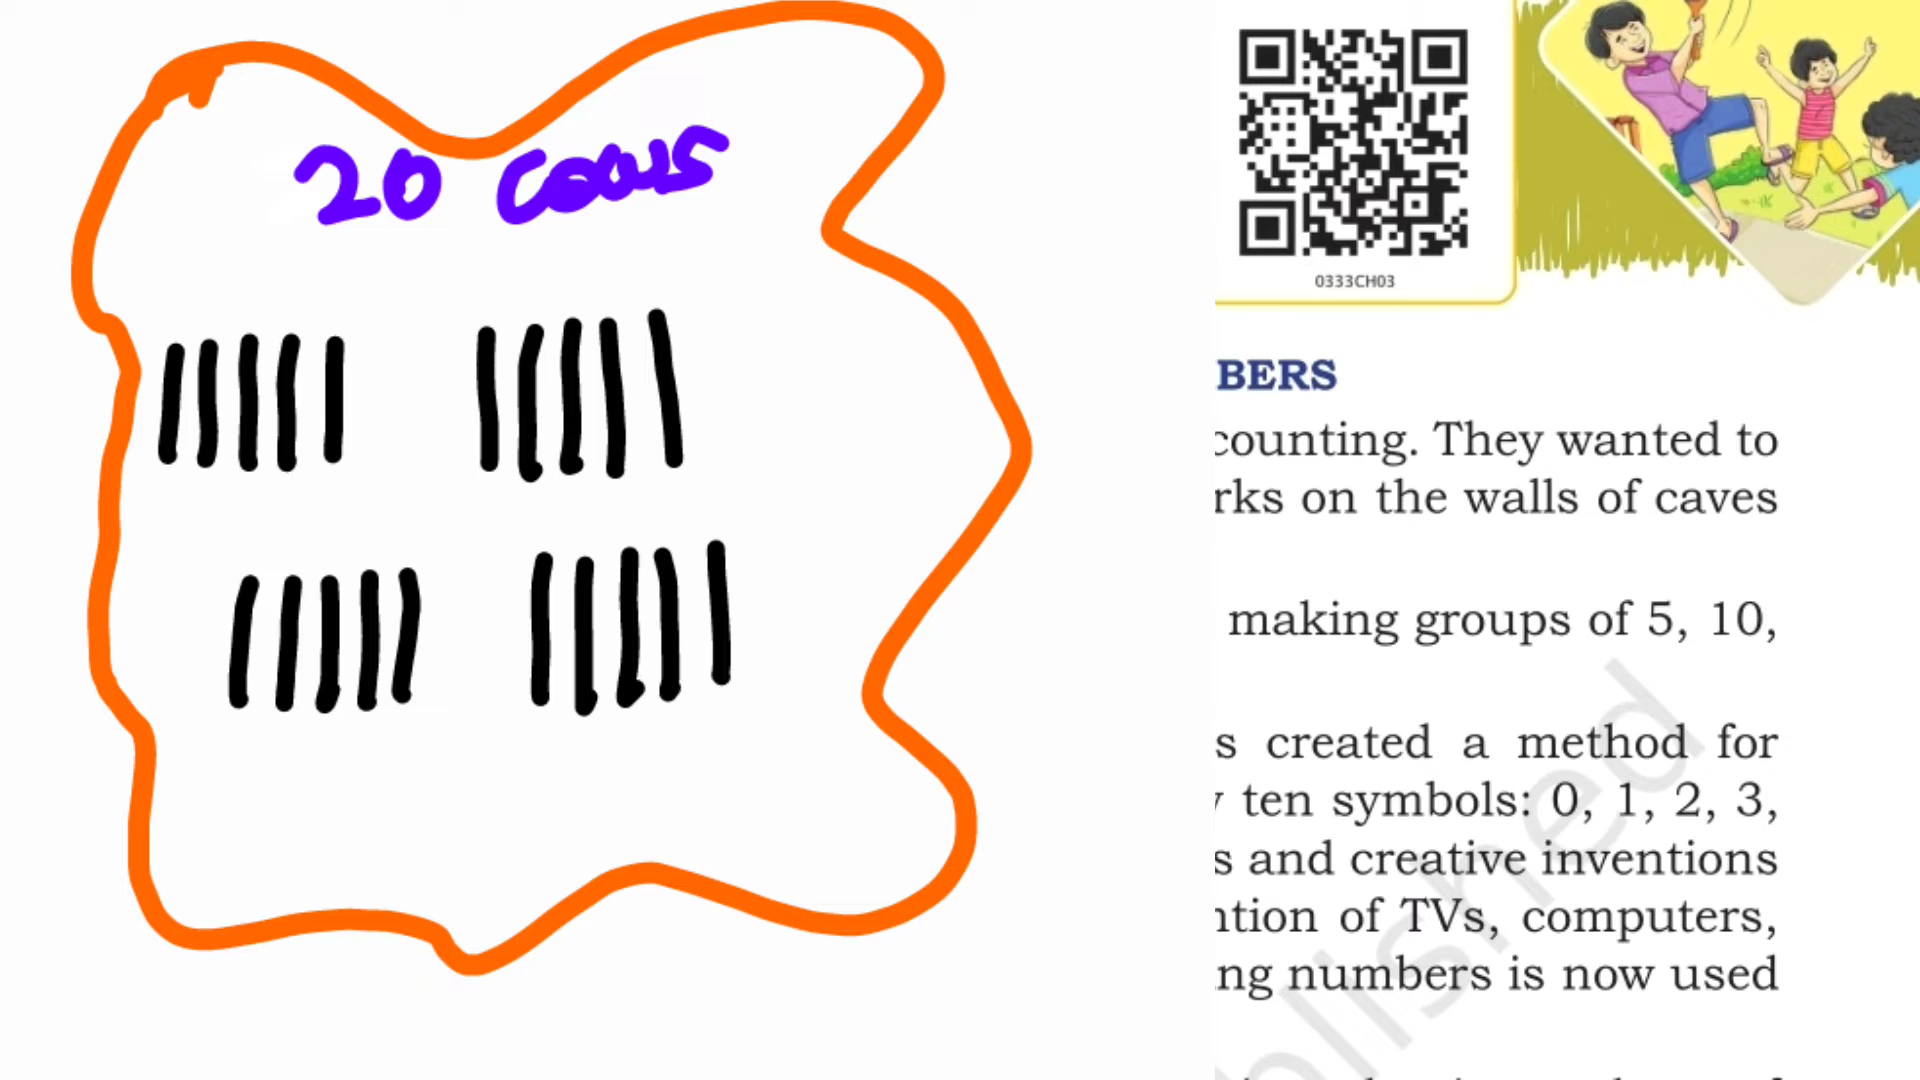 20 cows
0333CH03
BERS
counting. They wanted to
rks on the walls of caves
making groups of 5, 10,
s created a method for
ten symbols: 0, 1, 2, 3,
s and creative inventions
ntion of TVs, computers,
ng numbers is now used